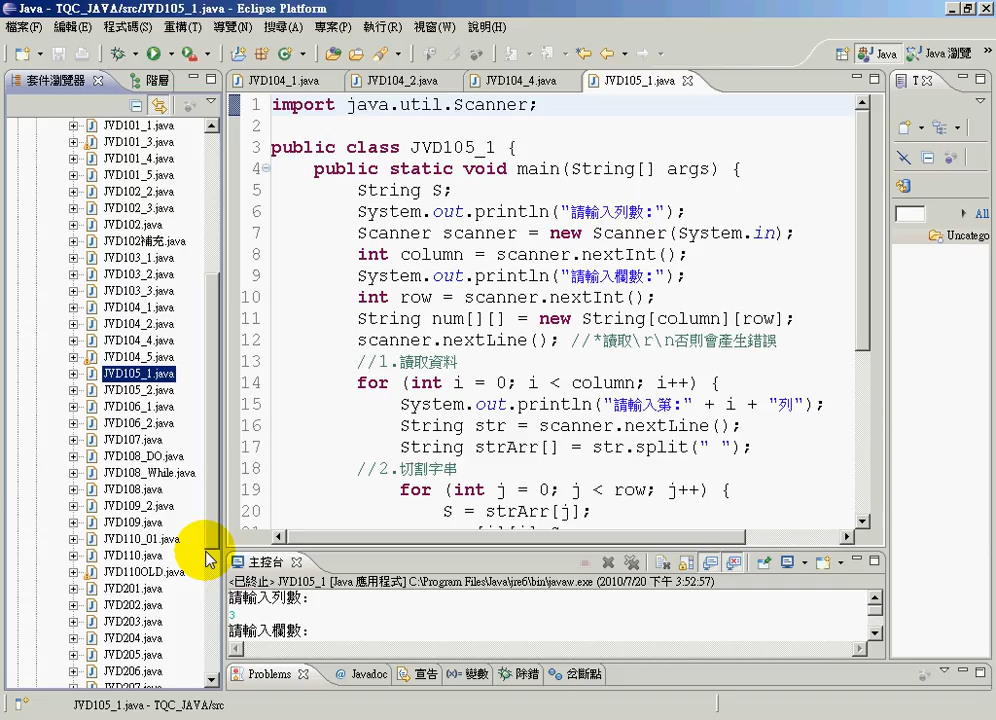 Java - TQC_JAVA/src/JVD105_1.java - Eclipse Platform
檔案(F) 編輯(E) 程式碼(S) 重構(T) 導覽(N) 搜尋(A) 專案(P) 執行(R) 視窗(W) 說明(H)
Java Java 瀏覽 »
套件瀏覽器 階層
JVD101_1.java
JVD101_3.java
JVD101_4.java
JVD101_5.java
JVD102_2.java
JVD102_3.java
JVD102.java
JVD102補充.java
JVD103_1.java
JVD103_2.java
JVD103_3.java
JVD104_1.java
JVD104_2.java
JVD104_4.java
JVD104_5.java
JVD105_1.java
JVD105_2.java
JVD106_1.java
JVD106_2.java
JVD107.java
JVD108_DO.java
JVD108_While.java
JVD108.java
JVD109_2.java
JVD109.java
JVD110_01.java
JVD110.java
JVD110OLD.java
JVD201.java
JVD202.java
JVD203.java
JVD204.java
JVD205.java
JVD206.java
JVD207.java
JVD104_1.java JVD104_2.java JVD104_4.java JVD105_1.java
1 import java.util.Scanner;
2
3 public class JVD105_1 {
4 public static void main(String[] args) {
5 String S;
6 System.out.println("請輸入列數:");
7 Scanner scanner = new Scanner(System.in);
8 int column = scanner.nextInt();
9 System.out.println("請輸入欄數:");
10 int row = scanner.nextInt();
11 String num[][] = new String[column][row];
12 scanner.nextLine(); //*讀取\r\n否則會產生錯誤
13 //1.讀取資料
14 for (int i = 0; i < column; i++) {
15 System.out.println("請輸入第:" + i + "列");
16 String str = scanner.nextLine();
17 String strArr[] = str.split(" ");
18 //2.切割字串
19 for (int j = 0; j < row; j++) {
20 S = strArr[j];
T
All
Uncatego
主控台
<已終止> JVD105_1 [Java 應用程式] C:\Program Files\Java\jre6\bin\javaw.exe (2010/7/20 下午 3:52:57)
請輸入列數:
3
請輸入欄數:
Problems @ Javadoc 宣告 (x)= 變數 除錯 岔斷點
JVD105_1.java - TQC_JAVA/src